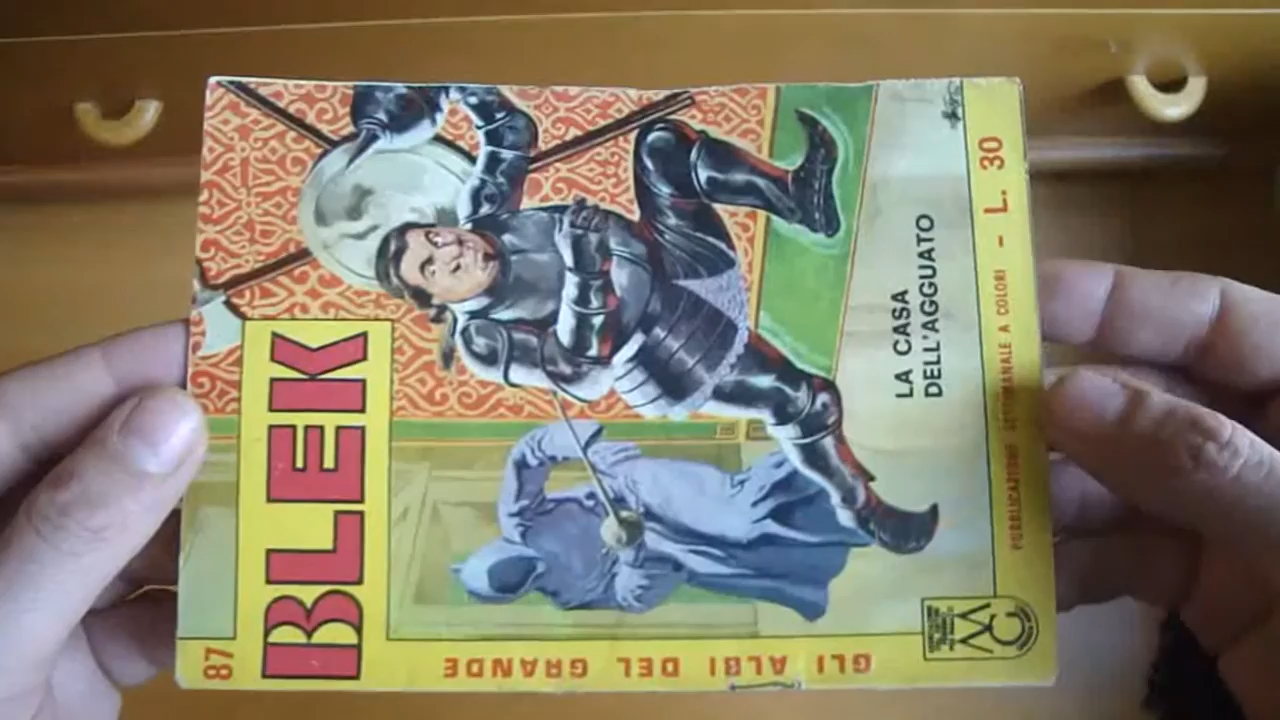 87
GLI ALBI DEL GRANDE
BLEK
LA CASA
DELL'AGGUATO
PUBBLICAZIONE SETTIMANALE A COLORI - L. 30